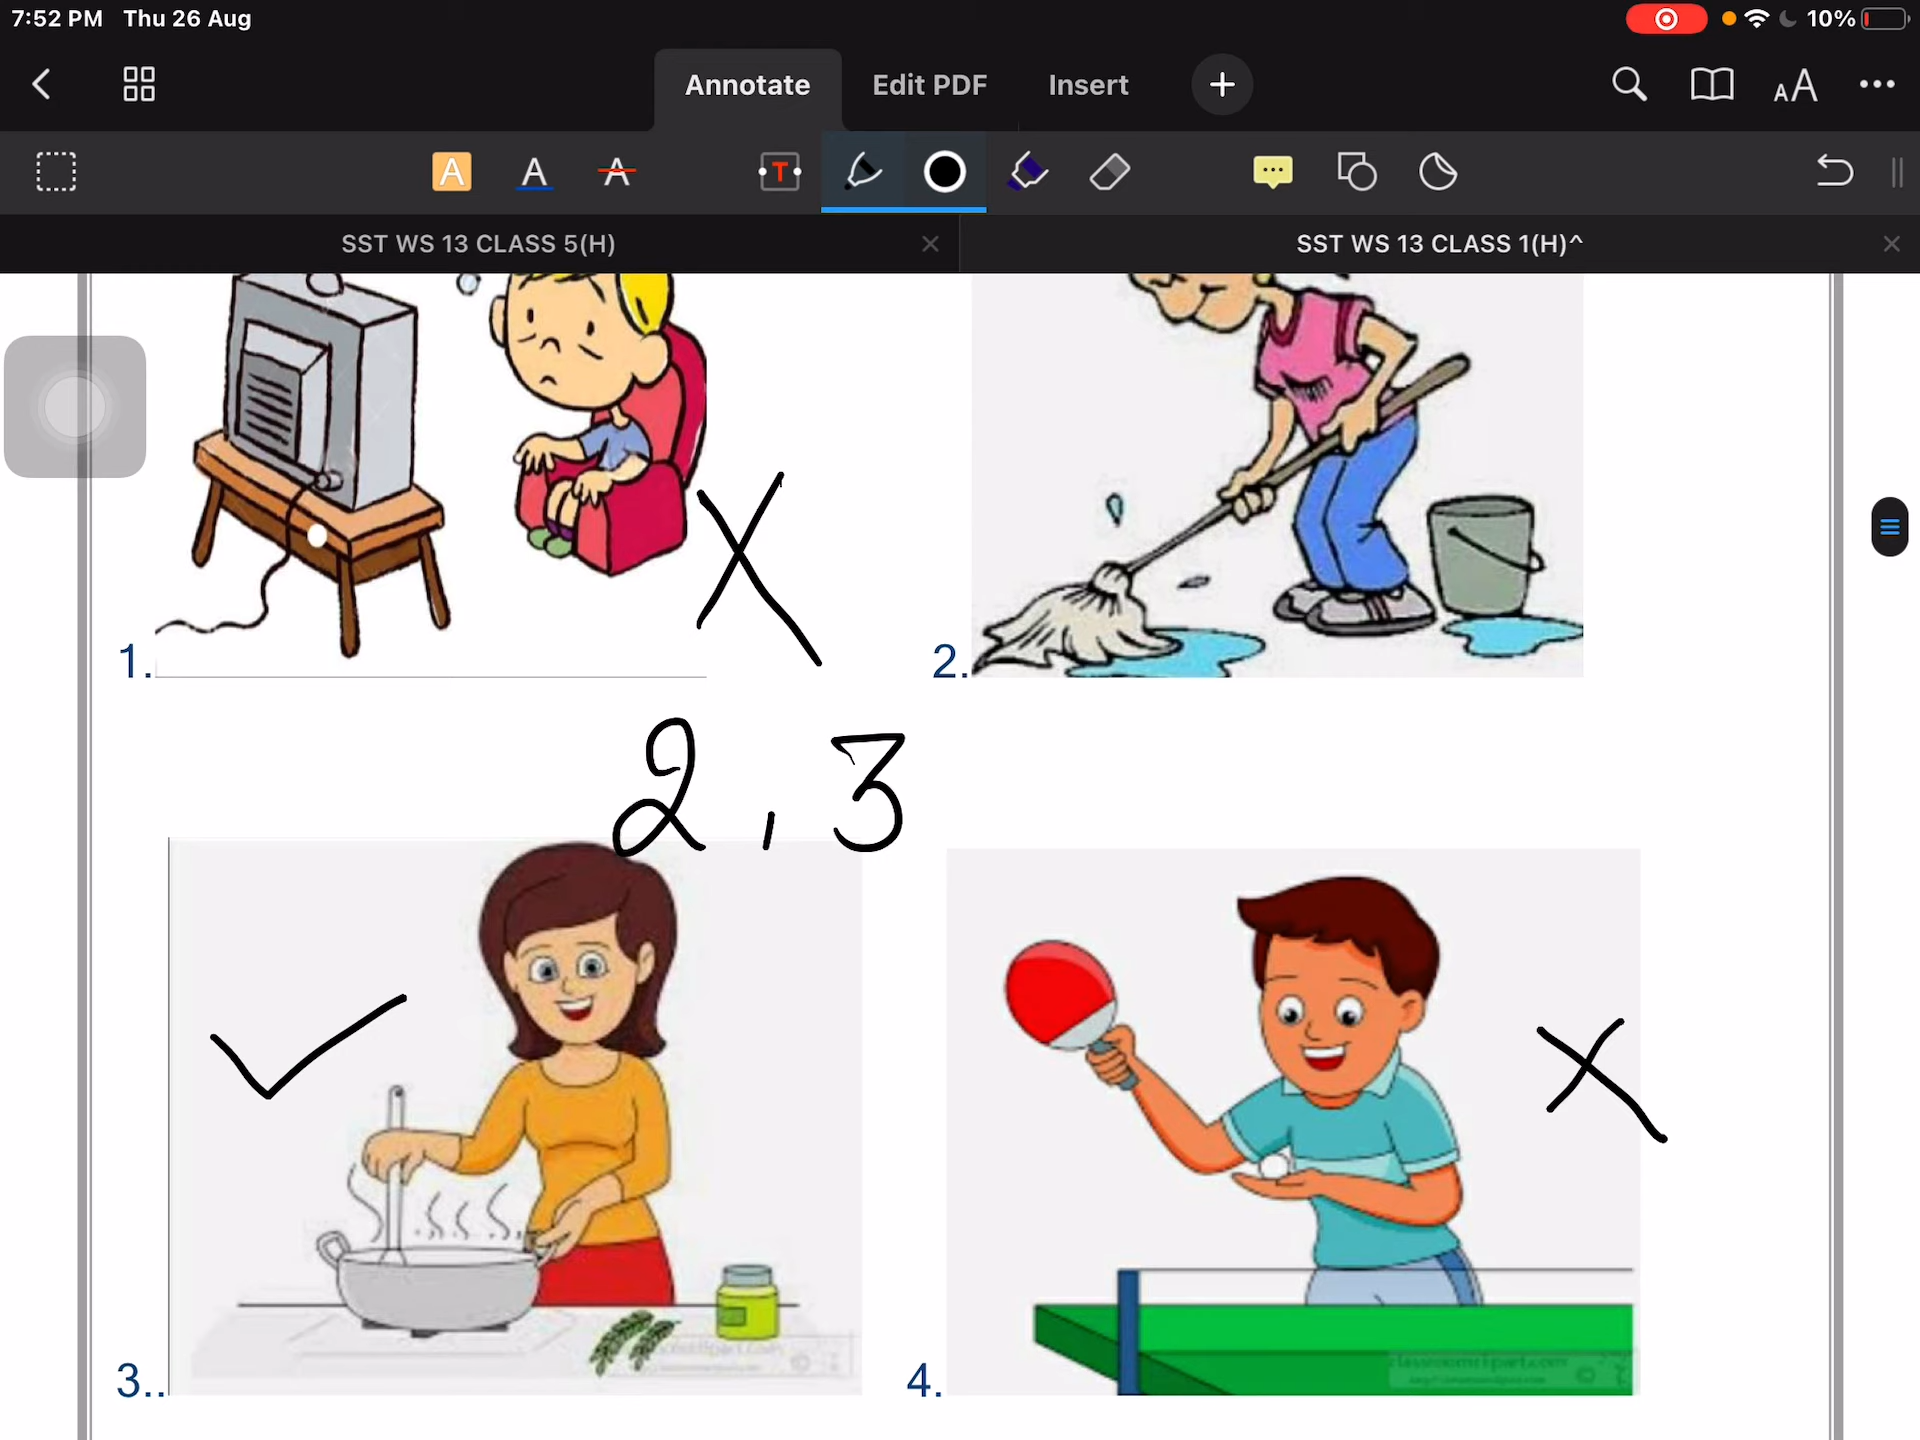 7:52 PM Thu 26 Aug 10%
Annotate Edit PDF Insert
A A A T
SST WS 13 CLASS 5(H) SST WS 13 CLASS 1(H)^
1. X 2.
2, 3
3.. 4. X